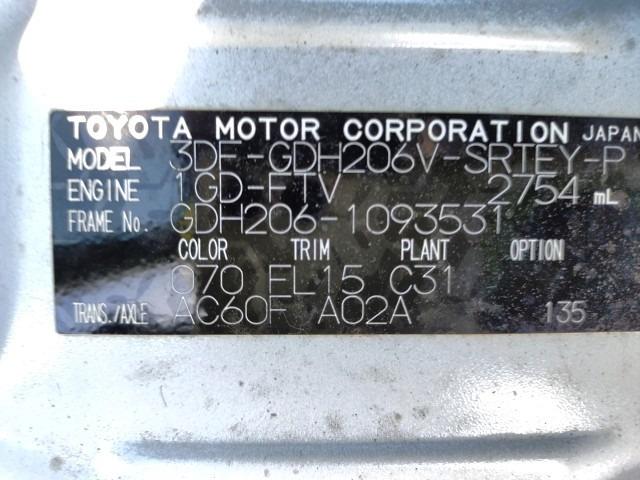 TOYOTA MOTOR CORPORATION JAPAN
MODEL 3DF-GDH206V-SRTEY-P
ENGINE 1GD-FTV 2754 mL
FRAME No. GDH206-1093531
COLOR TRIM PLANT OPTION
070 FL15 C31
TRANS./AXLE AC60F A02A 135